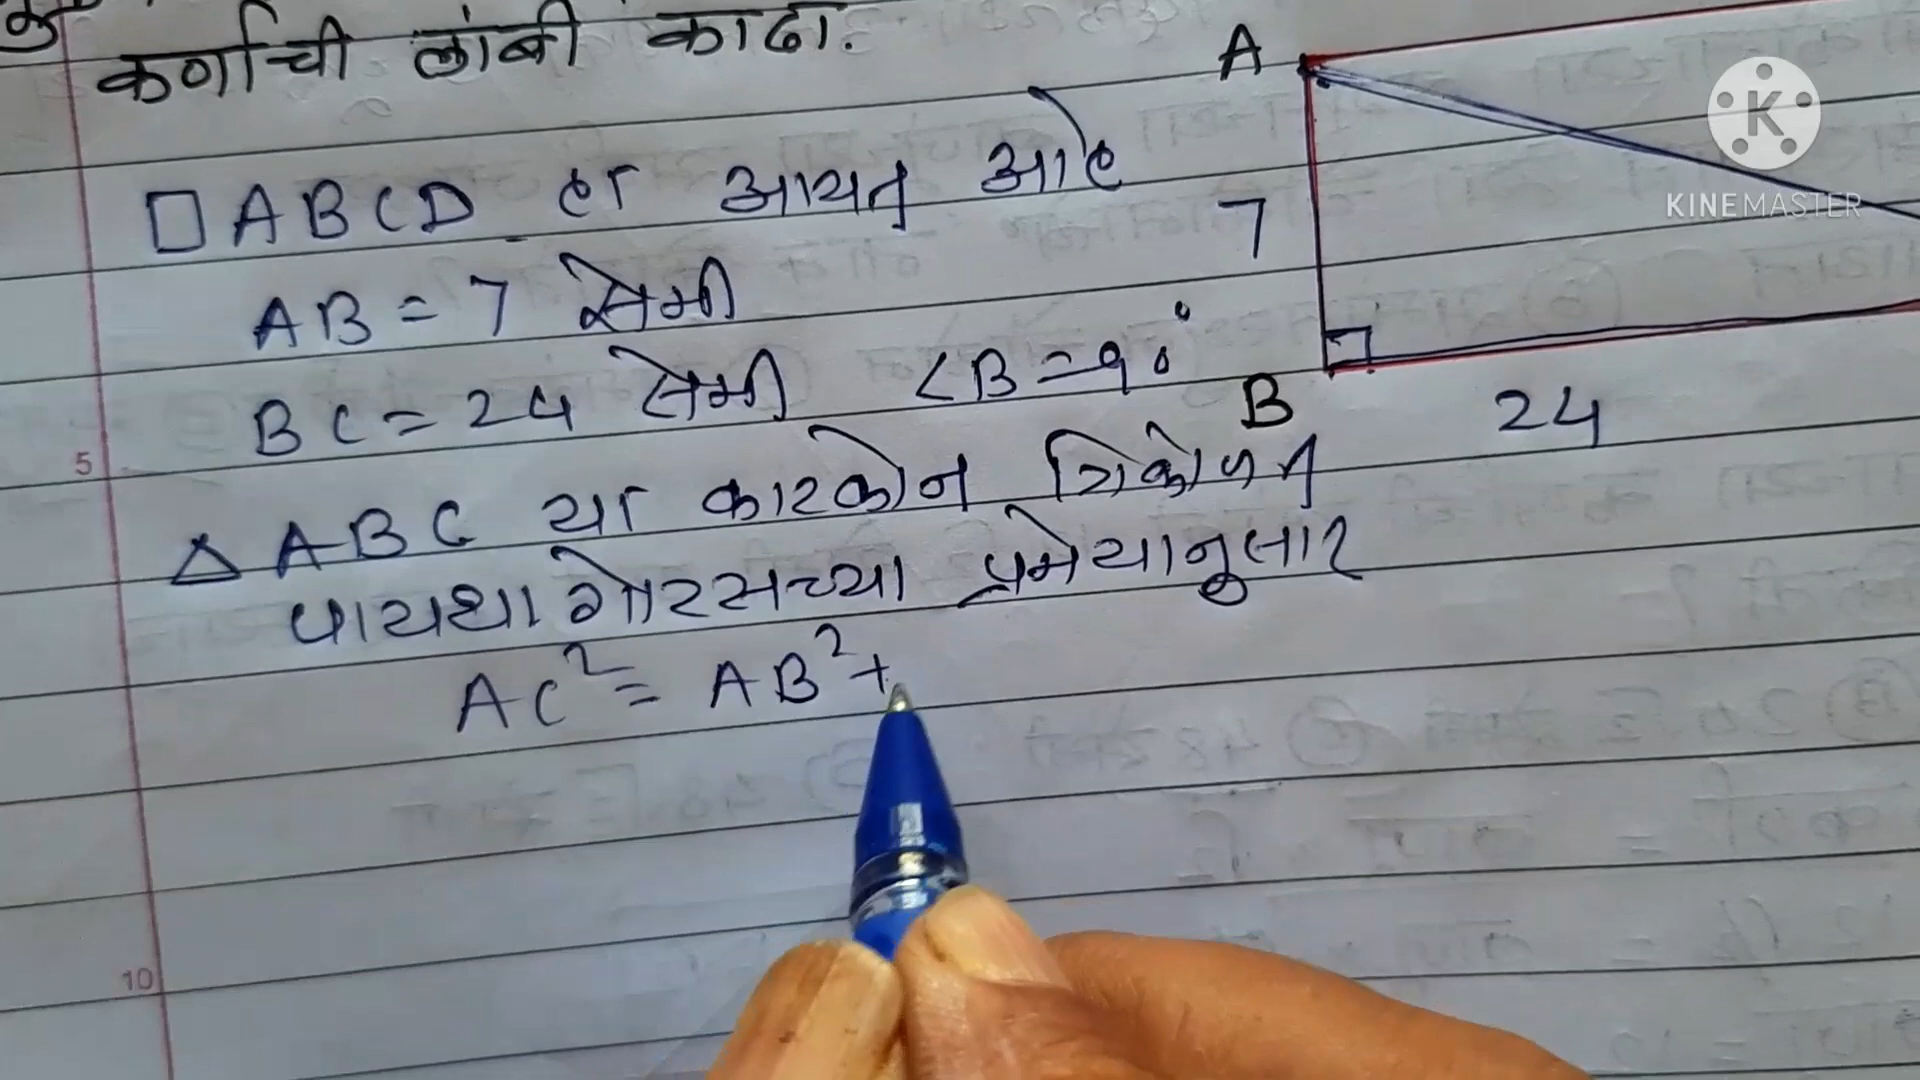 कर्णाची लांबी काढा.
□ABCD हा आयत आहे
AB = 7 सेमी
BC = 24 सेमी <B = 90°
△ABC या काटकोन त्रिकोणात
पायथागोरसच्या प्रमेयानुसार
AC² = AB² +
A
7
B
24
K
KINEMASTER
5
10